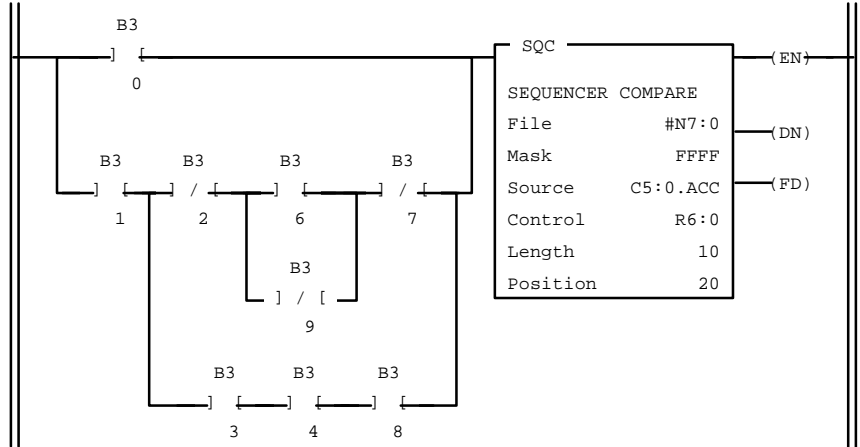 B3
] [
0
SQC
(EN)
SEQUENCER COMPARE
File #N7:0
(DN)
Mask FFFF
Source C5:0.ACC
(FD)
Control R6:0
Length 10
Position 20
B3 B3 B3 B3
] [ ] / [ ] [ ] / [
1 2 6 7
B3
] / [
9
B3 B3 B3
] [ ] [ ] [
3 4 8